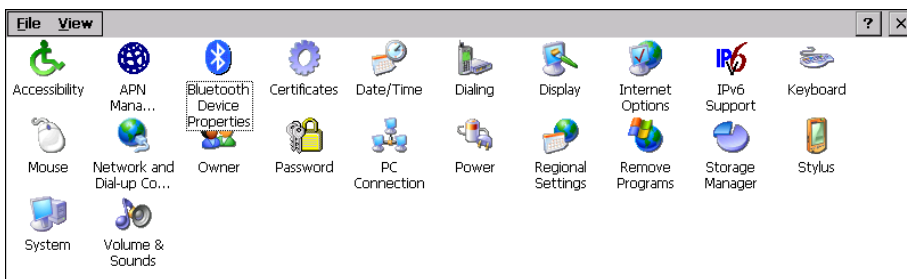 File View ? ×
Accessibility APN Mana... Bluetooth Device Properties Certificates Date/Time Dialing Display Internet Options IPv6 Support Keyboard
Mouse Network and Dial-up Co... Owner Password PC Connection Power Regional Settings Remove Programs Storage Manager Stylus
System Volume & Sounds